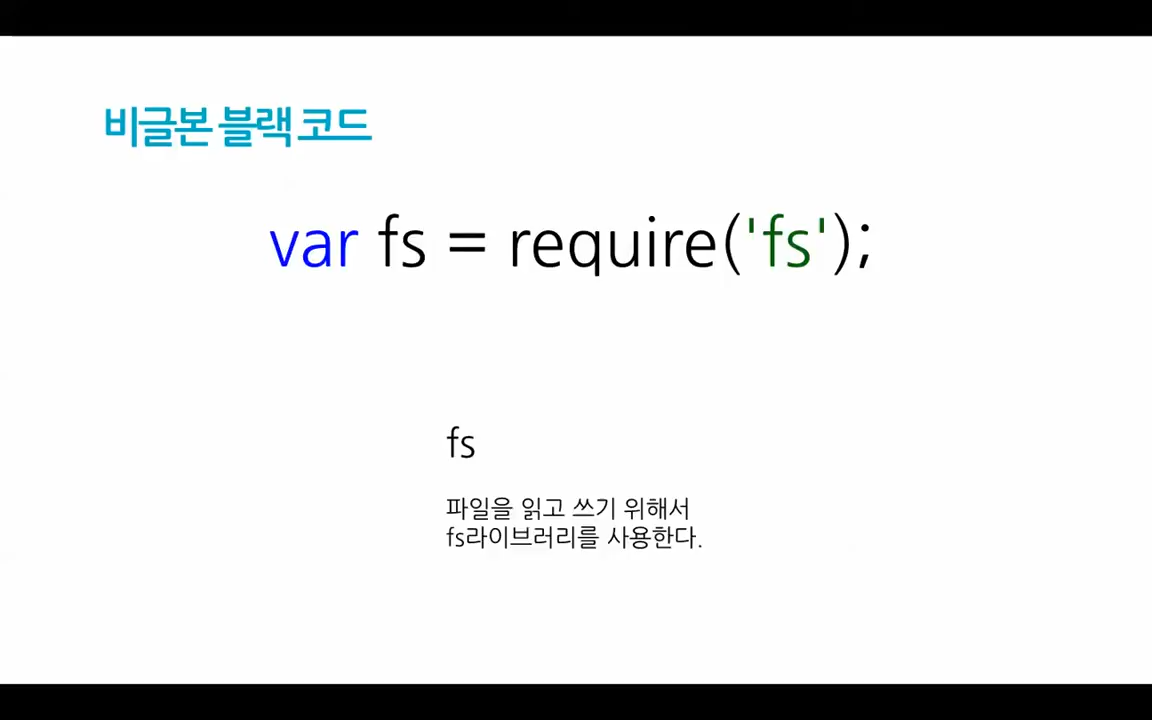 비글본 블랙 코드
var fs = require('fs');
fs
파일을 읽고 쓰기 위해서
fs라이브러리를 사용한다.